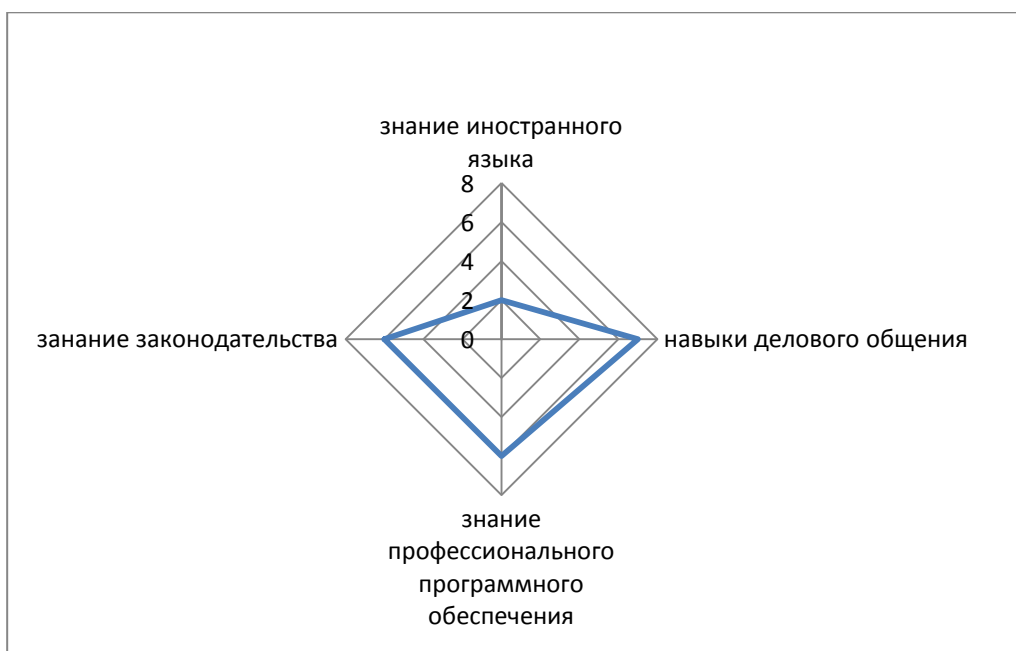 знание иностранного
языка
8
6
4
2
0
занание законодательства
навыки делового общения
знание
профессионального
программного
обеспечения